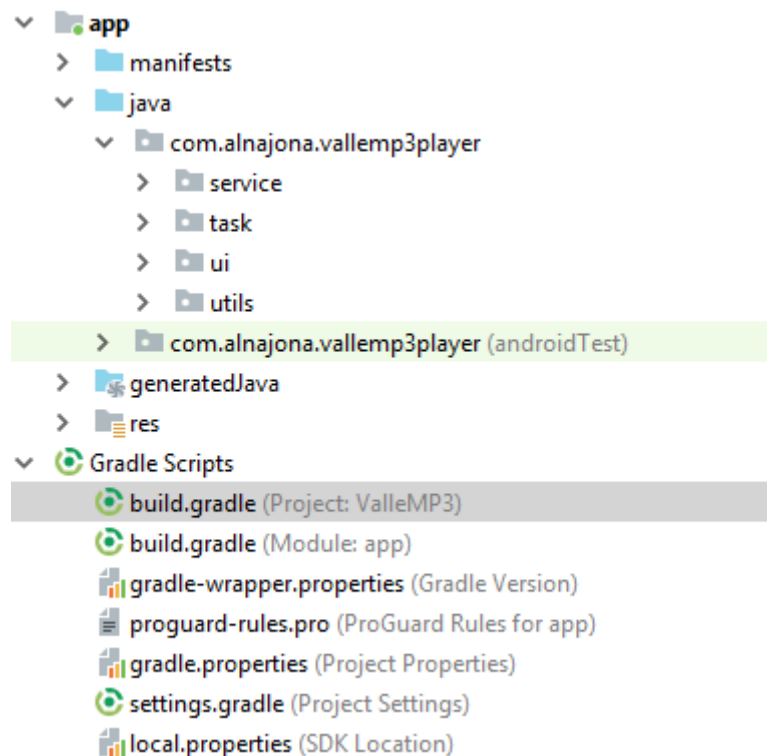 app
manifests
java
com.alnajona.vallemp3player
service
task
ui
utils
com.alnajona.vallemp3player (androidTest)
generatedJava
res
Gradle Scripts
build.gradle (Project: ValleMP3)
build.gradle (Module: app)
gradle-wrapper.properties (Gradle Version)
proguard-rules.pro (ProGuard Rules for app)
gradle.properties (Project Properties)
settings.gradle (Project Settings)
local.properties (SDK Location)